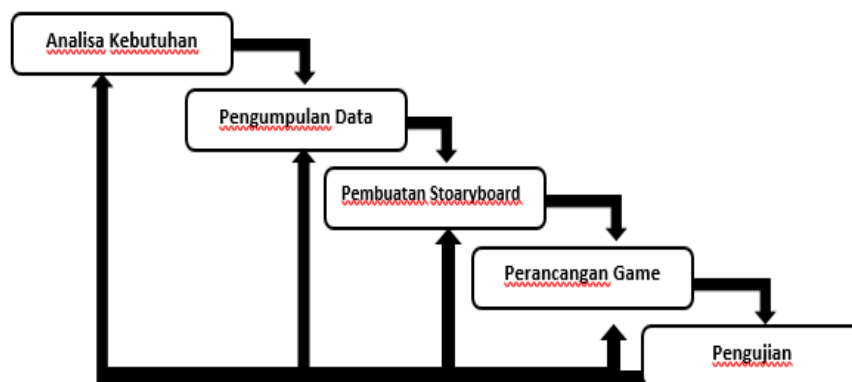 Analisa Kebutuhan
Pengumpulan Data
Pembuatan Stoaryboard
Perancangan Game
Pengujian